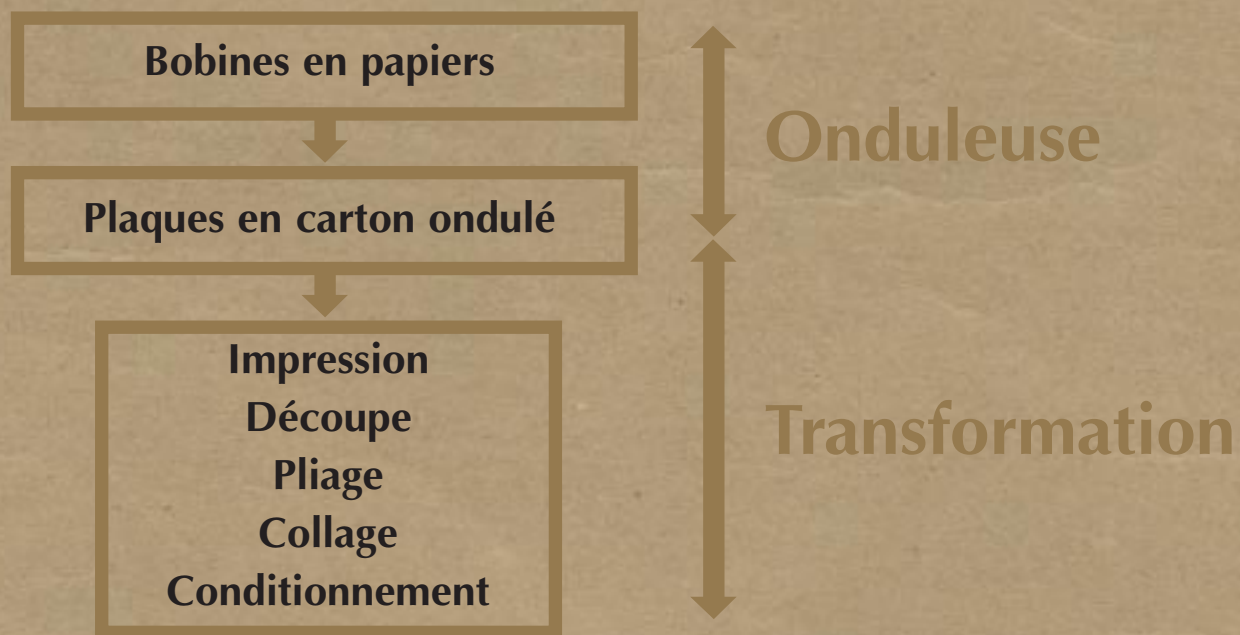 Bobines en papiers
Onduleuse
Plaques en carton ondulé
Impression
Découpe
Pliage
Collage
Conditionnement
Transformation